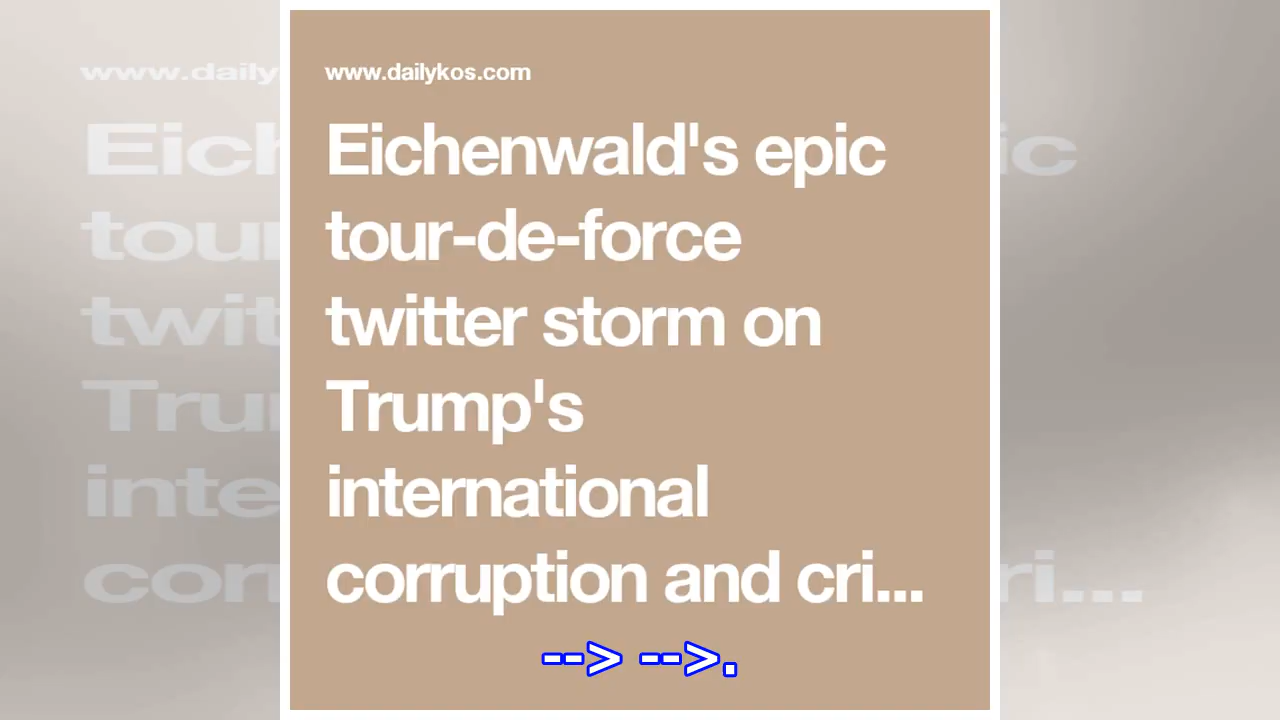 www.dailykos.com
Eichenwald's epic
tour-de-force
twitter storm on
Trump's
international
corruption and cri...
--> -->.